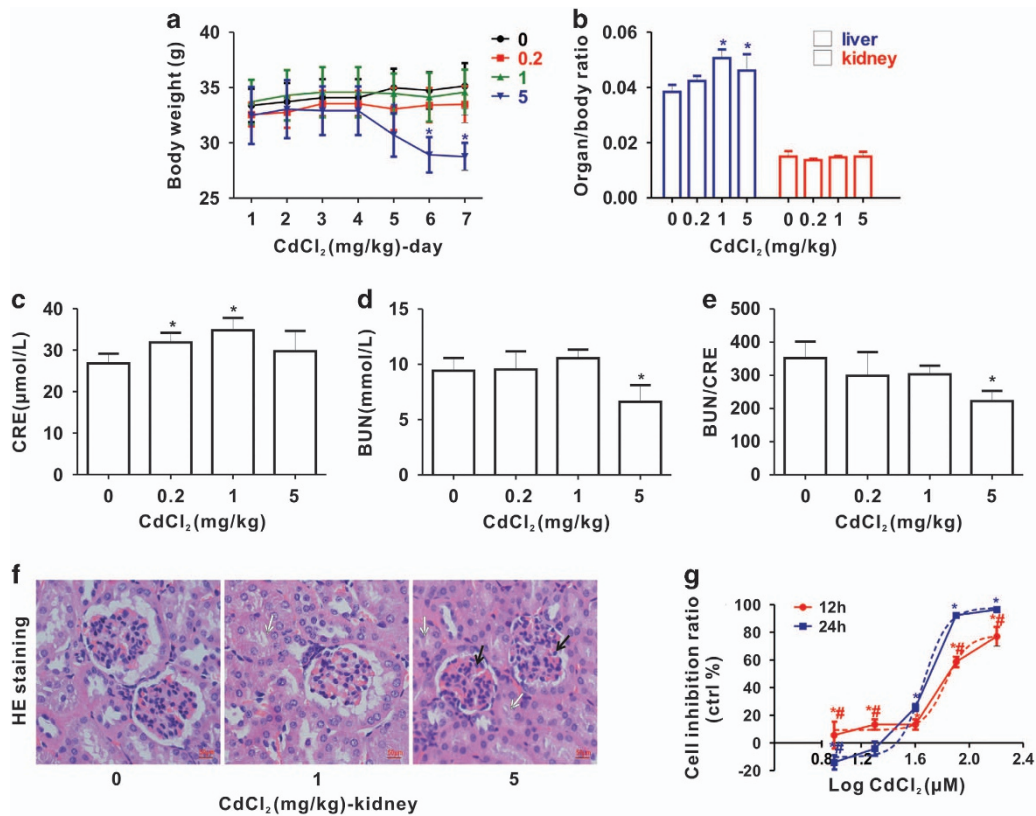 a
Body weight (g)
40
35
30
25
1 2 3 4 5 6 7
CdCl₂(mg/kg)-day
0
0.2
1
5
* *
b
Organ/body ratio
0.06
0.04
0.02
0.00
* *
liver
kidney
0 0.2 1 5 0 0.2 1 5
CdCl₂(mg/kg)
c
CRE(μmol/L)
40
30
20
10
0
* *
0 0.2 1 5
CdCl₂(mg/kg)
d
BUN(mmol/L)
15
10
5
0
*
0 0.2 1 5
CdCl₂(mg/kg)
e
BUN/CRE
500
400
300
200
100
0
*
0 0.2 1 5
CdCl₂(mg/kg)
f
HE staining
0 1 5
CdCl₂(mg/kg)-kidney
g
Cell inhibition ratio
(ctrl %)
100
80
60
40
20
0
-20
12h
24h
* *
*# *# *# *#
*
*#
0.8 1.2 1.6 2.0 2.4
Log CdCl₂(μM)